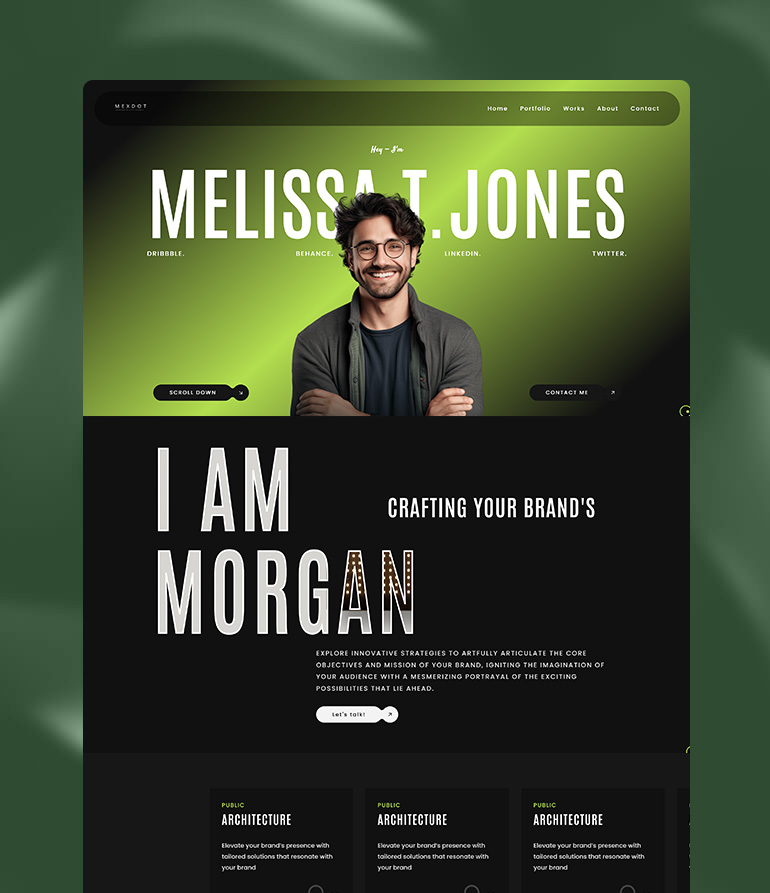 MEXDOT
Home Portfolio Works About Contact
Hey – I'm
MELISSA T.JONES
DRIBBBLE. BEHANCE. LINKEDIN. TWITTER.
SCROLL DOWN
CONTACT ME
I AM
CRAFTING YOUR BRAND'S
MORGAN
EXPLORE INNOVATIVE STRATEGIES TO ARTFULLY ARTICULATE THE CORE
OBJECTIVES AND MISSION OF YOUR BRAND, IGNITING THE IMAGINATION OF
YOUR AUDIENCE WITH A MESMERIZING PORTRAYAL OF THE EXCITING
POSSIBILITIES THAT LIE AHEAD.
Let's talk!
PUBLIC
ARCHITECTURE
Elevate your brand's presence with
tailored solutions that resonate with
your brand
PUBLIC
ARCHITECTURE
Elevate your brand's presence with
tailored solutions that resonate with
your brand
PUBLIC
ARCHITECTURE
Elevate your brand's presence with
tailored solutions that resonate with
your brand